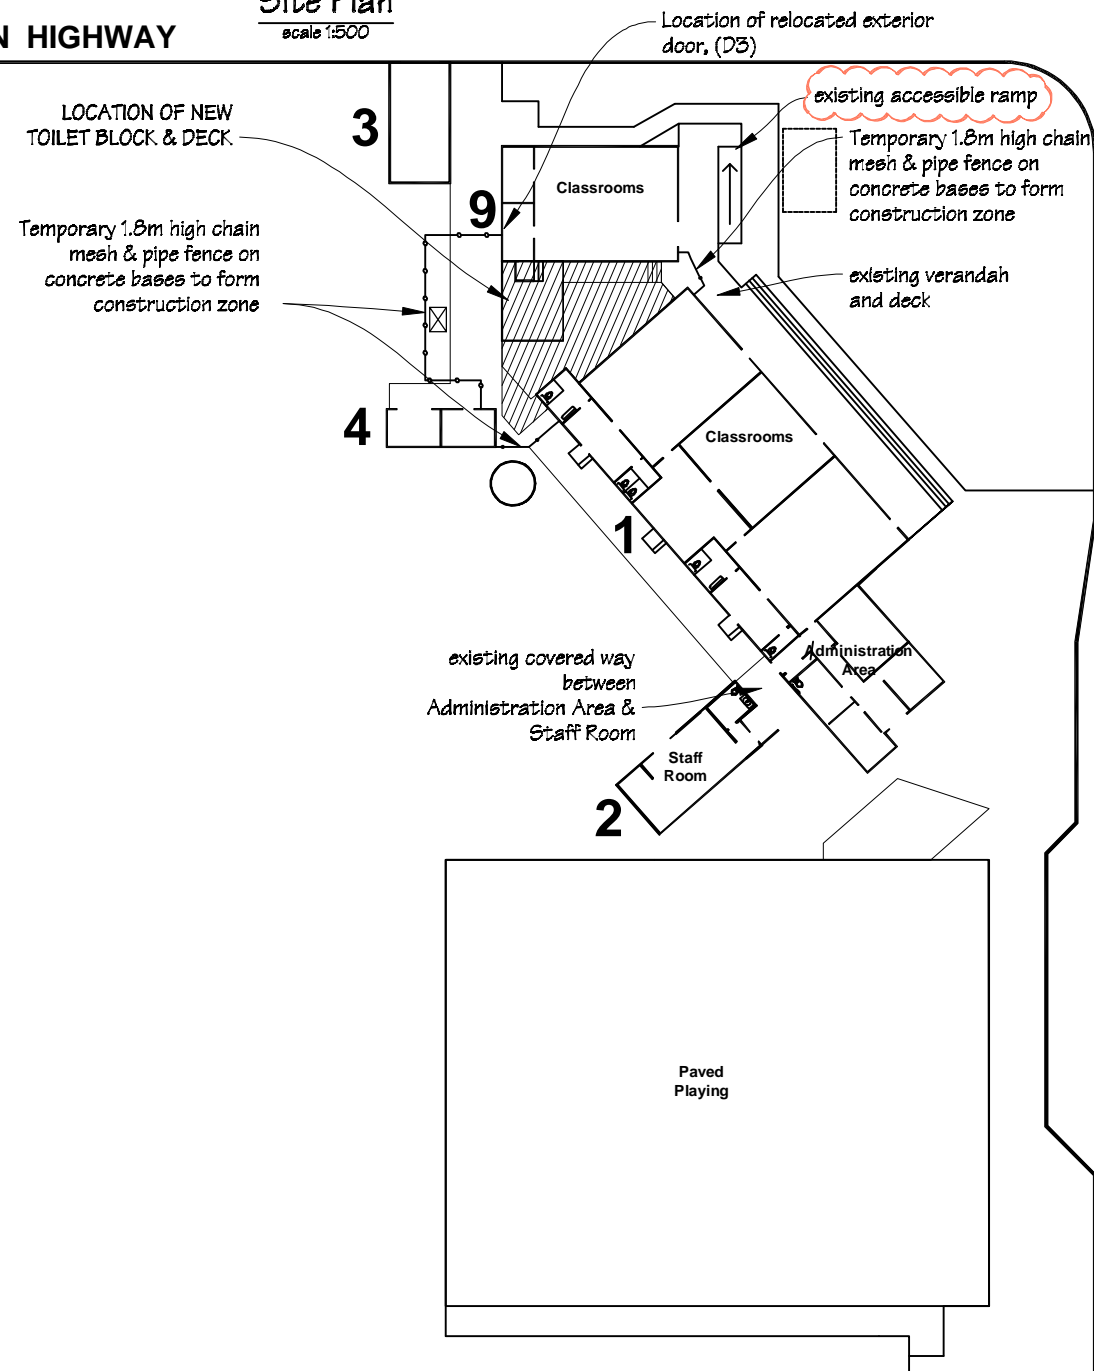 Site Plan
scale 1:500
N HIGHWAY
Location of relocated exterior
door, (D3)
existing accessible ramp
LOCATION OF NEW
TOILET BLOCK & DECK
3
Temporary 1.8m high chain
mesh & pipe fence on
concrete bases to form
construction zone
Classrooms
9
Temporary 1.8m high chain
mesh & pipe fence on
concrete bases to form
construction zone
existing verandah
and deck
4
Classrooms
1
existing covered way
between
Administration Area &
Staff Room
Administration
Area
Staff
Room
2
Paved
Playing